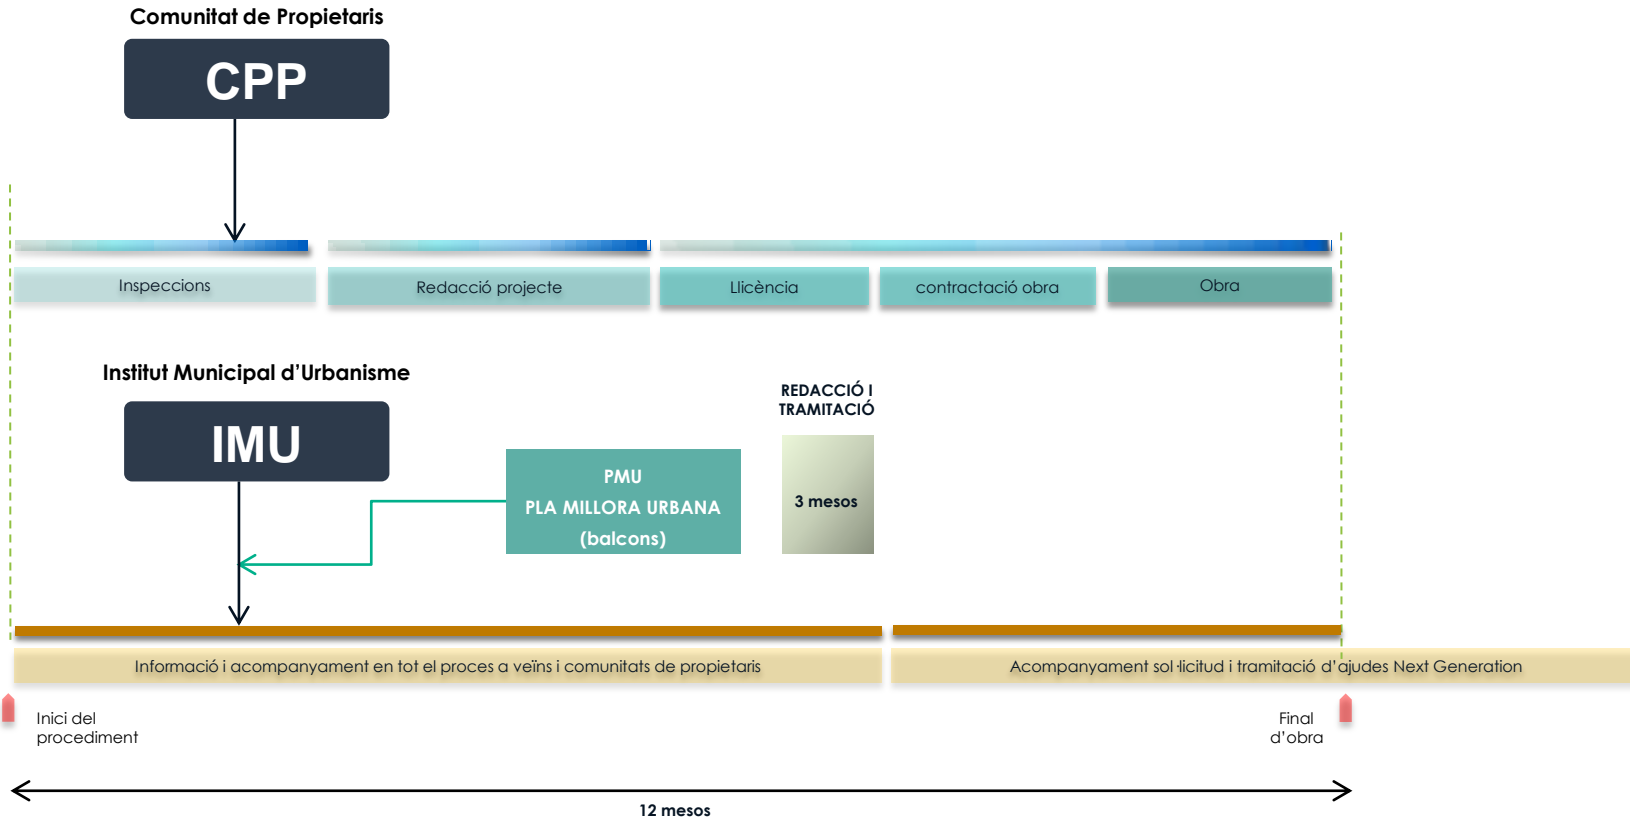 Comunitat de Propietaris
CPP
Inspeccions
Redacció projecte
Llicència
contractació obra
Obra
Institut Municipal d'Urbanisme
IMU
REDACCIÓ I
TRAMITACIÓ
PMU
PLA MILLORA URBANA
(balcons)
3 mesos
Informació i acompanyament en tot el proces a veïns i comunitats de propietaris
Acompanyament sol·licitud i tramitació d'ajudes Next Generation
Inici del
procediment
Final
d'obra
12 mesos